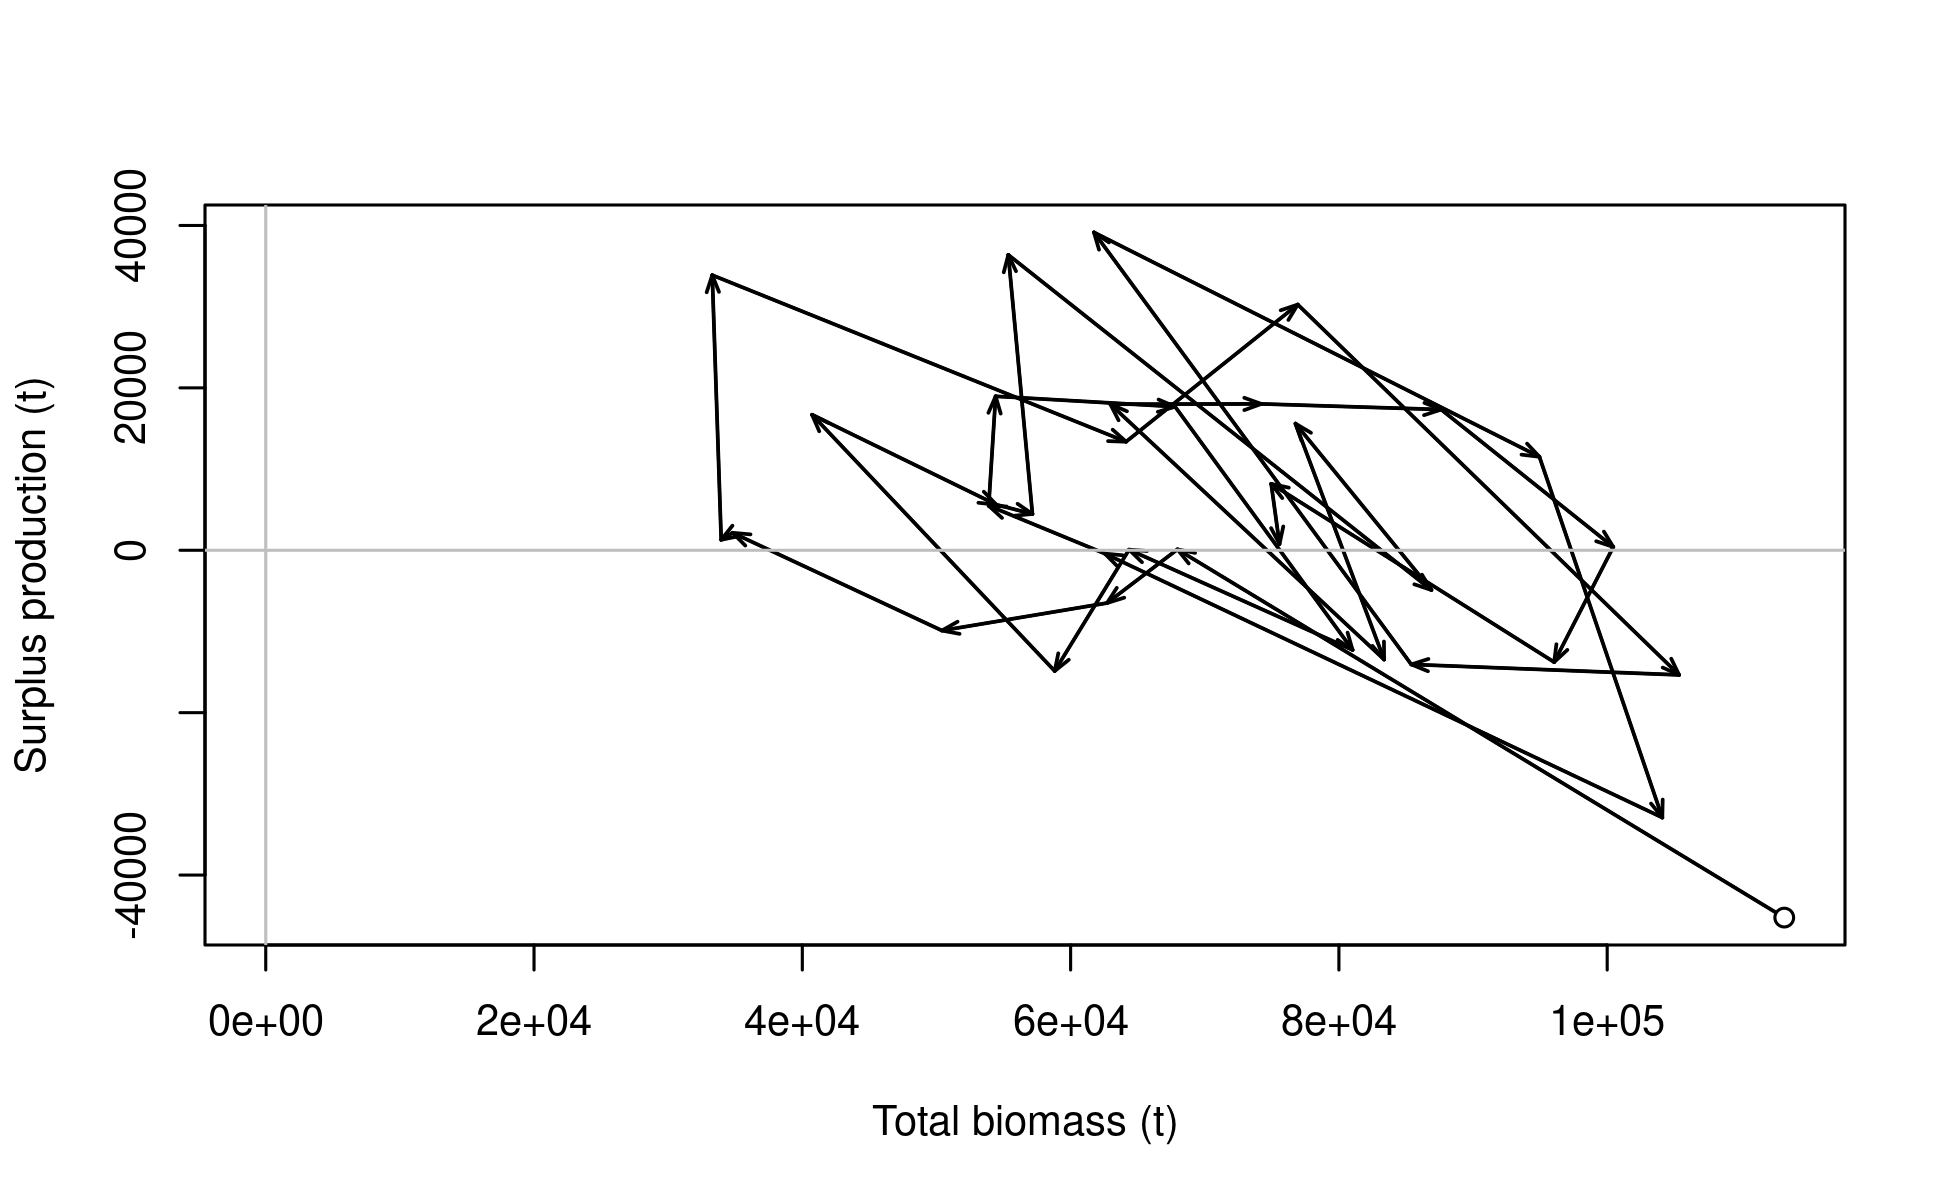 40000
20000
0
-40000
Surplus production (t)
0e+00 2e+04 4e+04 6e+04 8e+04 1e+05
Total biomass (t)